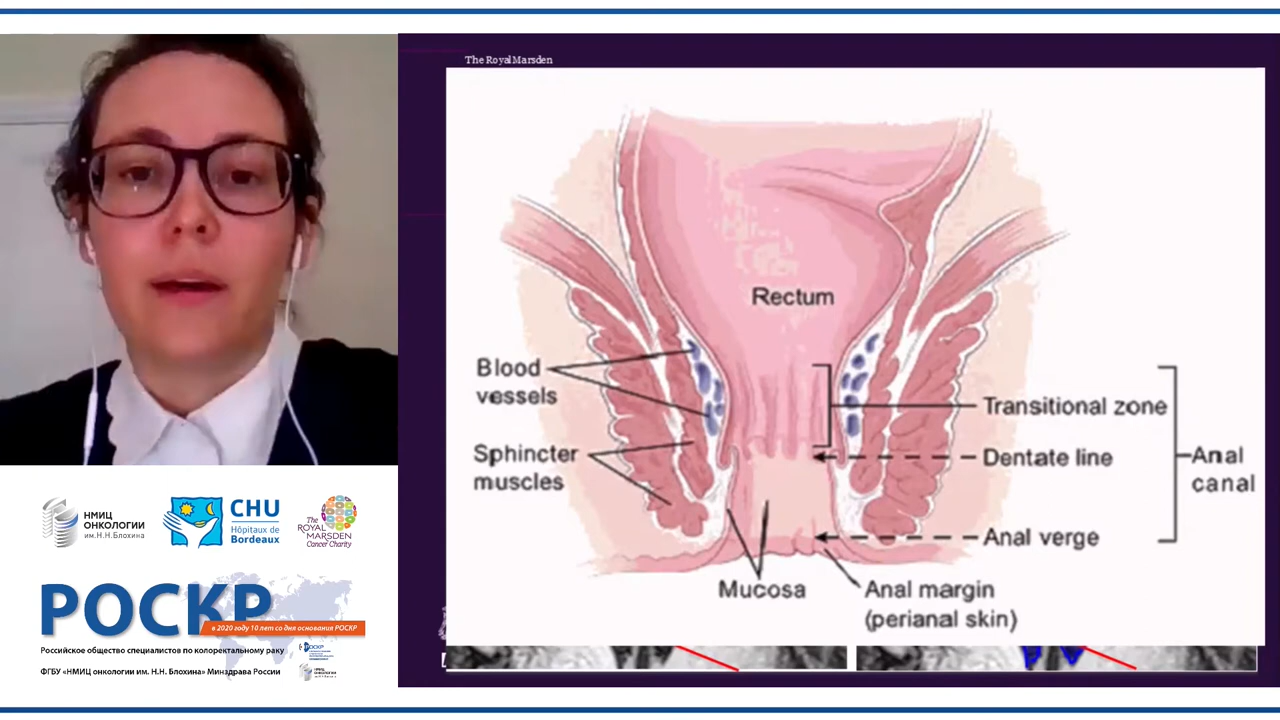 The Royal Marsden
Rectum
Blood
vessels
Transitional zone
Sphincter
muscles
Dentate line
Anal
canal
Anal verge
Mucosa
Anal margin
(perianal skin)
НМИЦ
ОНКОЛОГИИ
им.Н.Н.Блохина
CHU
Hôpitaux de
Bordeaux
The
ROYAL
MARSDEN
Cancer Charity
РОСКР
в 2020 году 10 лет со дня основания РОСКР
Российское общество специалистов по колоректальному раку
РОСКР
ФГБУ «НМИЦ онкологии им. Н.Н. Блохина» Минздрава России